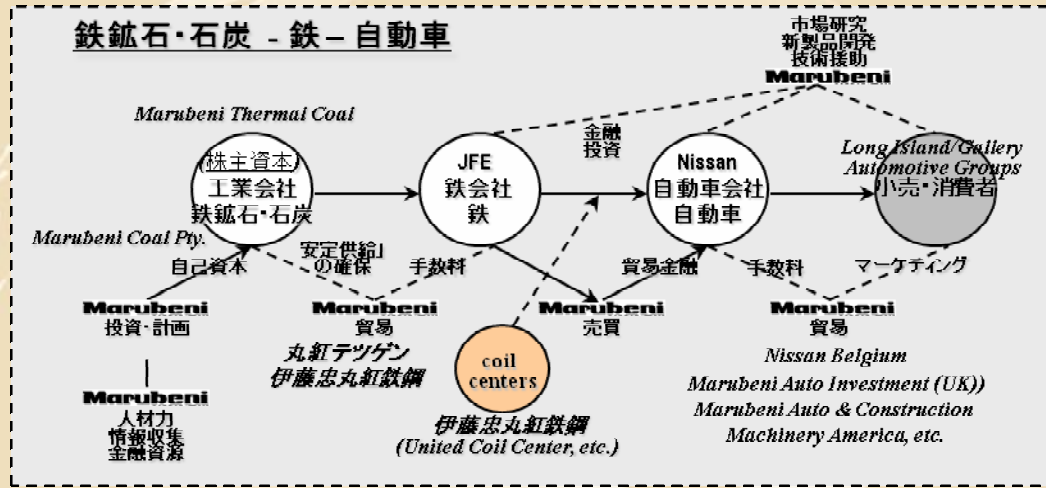 鉄鉱石・石炭 - 鉄 – 自動車
市場研究
新製品開発
技術援助
Marubeni
Marubeni Thermal Coal
(株主資本)
工業会社
鉄鉱石・石炭
JFE
鉄会社
鉄
金融
投資
Nissan
自動車会社
自動車
Long Island/Gallery
Automotive Groups
小売・消費者
Marubeni Coal Pty.
自己資本
安定供給」
の確保
手数料
貿易金融
手数料
マーケティング
Marubeni
投資・計画
Marubeni
貿易
丸紅テツゲン
伊藤忠丸紅鉄鋼
Marubeni
売買
Marubeni
貿易
Nissan Belgium
Marubeni Auto Investment (UK))
Marubeni Auto & Construction
Machinery America, etc.
coil
centers
伊藤忠丸紅鉄鋼
(United Coil Center, etc.)
Marubeni
人材力
情報収集
金融資源